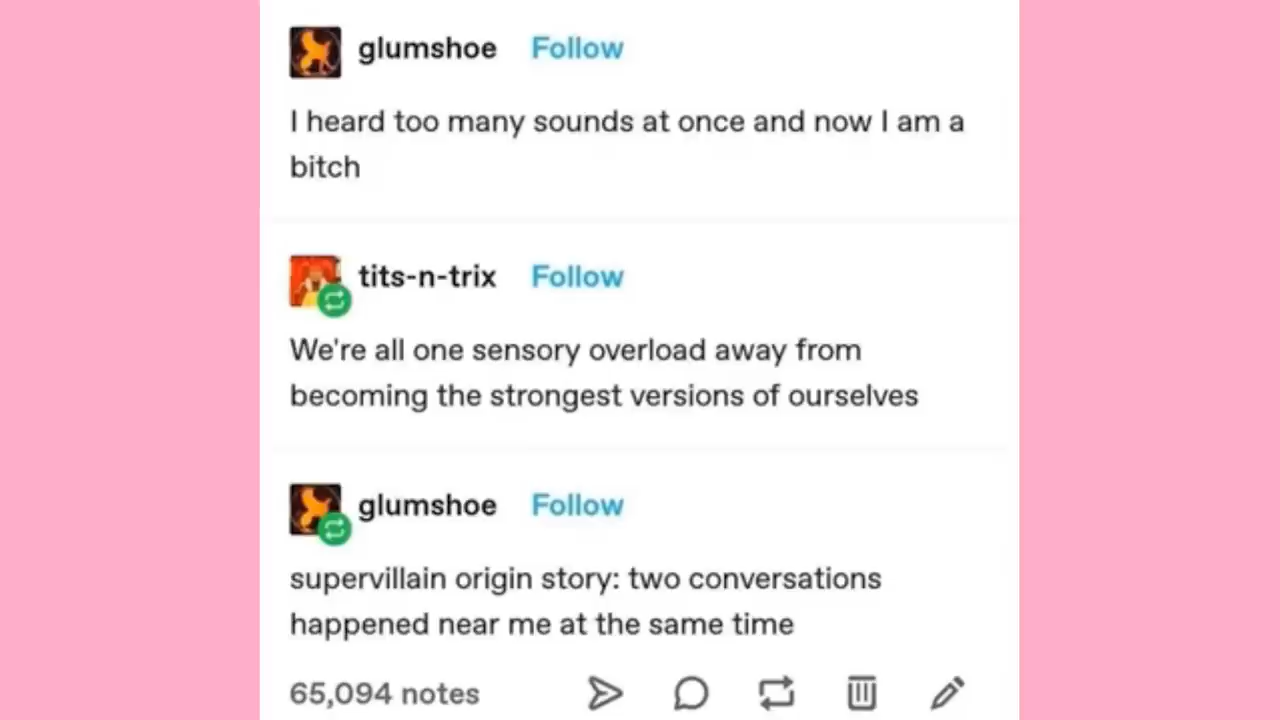 glumshoe Follow
I heard too many sounds at once and now I am a
bitch
tits-n-trix Follow
We're all one sensory overload away from
becoming the strongest versions of ourselves
glumshoe Follow
supervillain origin story: two conversations
happened near me at the same time
65,094 notes